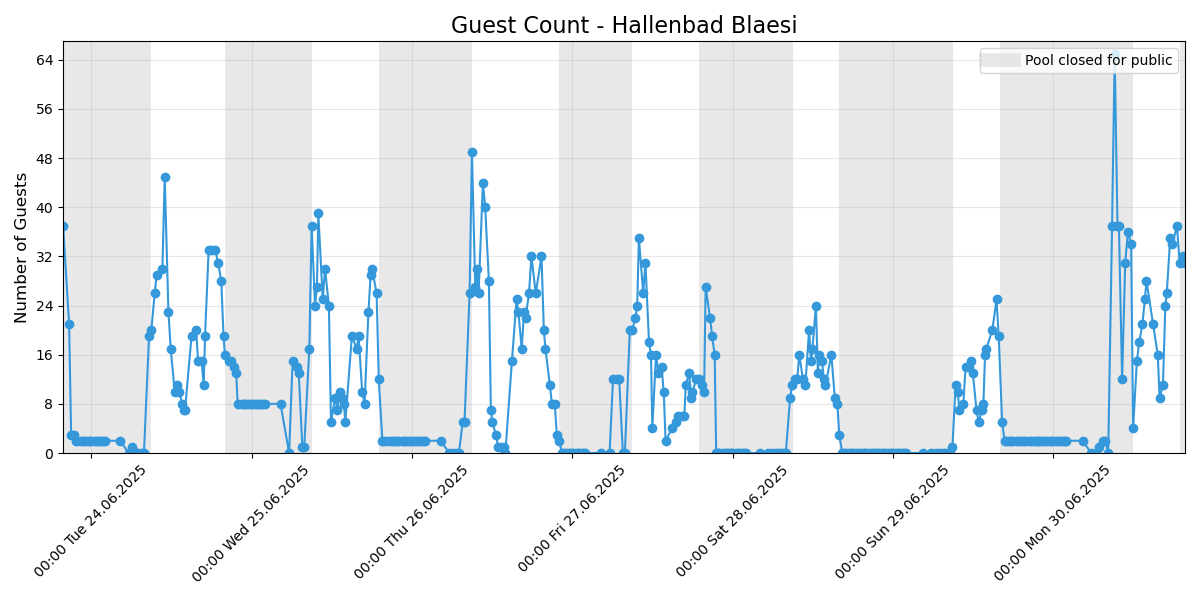 Guest Count - Hallenbad Blaesi
Pool closed for public
Number of Guests
64
56
48
40
32
24
16
8
0
00:00 Tue 24.06.2025
00:00 Wed 25.06.2025
00:00 Thu 26.06.2025
00:00 Fri 27.06.2025
00:00 Sat 28.06.2025
00:00 Sun 29.06.2025
00:00 Mon 30.06.2025